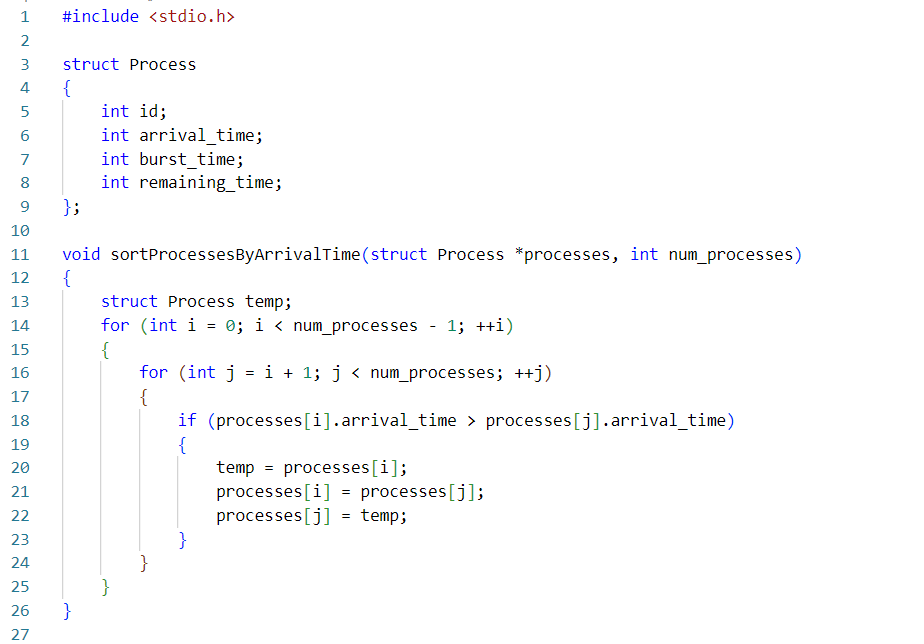 1 #include <stdio.h>
2
3 struct Process
4 {
5     int id;
6     int arrival_time;
7     int burst_time;
8     int remaining_time;
9 };
10
11 void sortProcessesByArrivalTime(struct Process *processes, int num_processes)
12 {
13     struct Process temp;
14     for (int i = 0; i < num_processes - 1; ++i)
15     {
16         for (int j = i + 1; j < num_processes; ++j)
17         {
18             if (processes[i].arrival_time > processes[j].arrival_time)
19             {
20                 temp = processes[i];
21                 processes[i] = processes[j];
22                 processes[j] = temp;
23             }
24         }
25     }
26 }
27